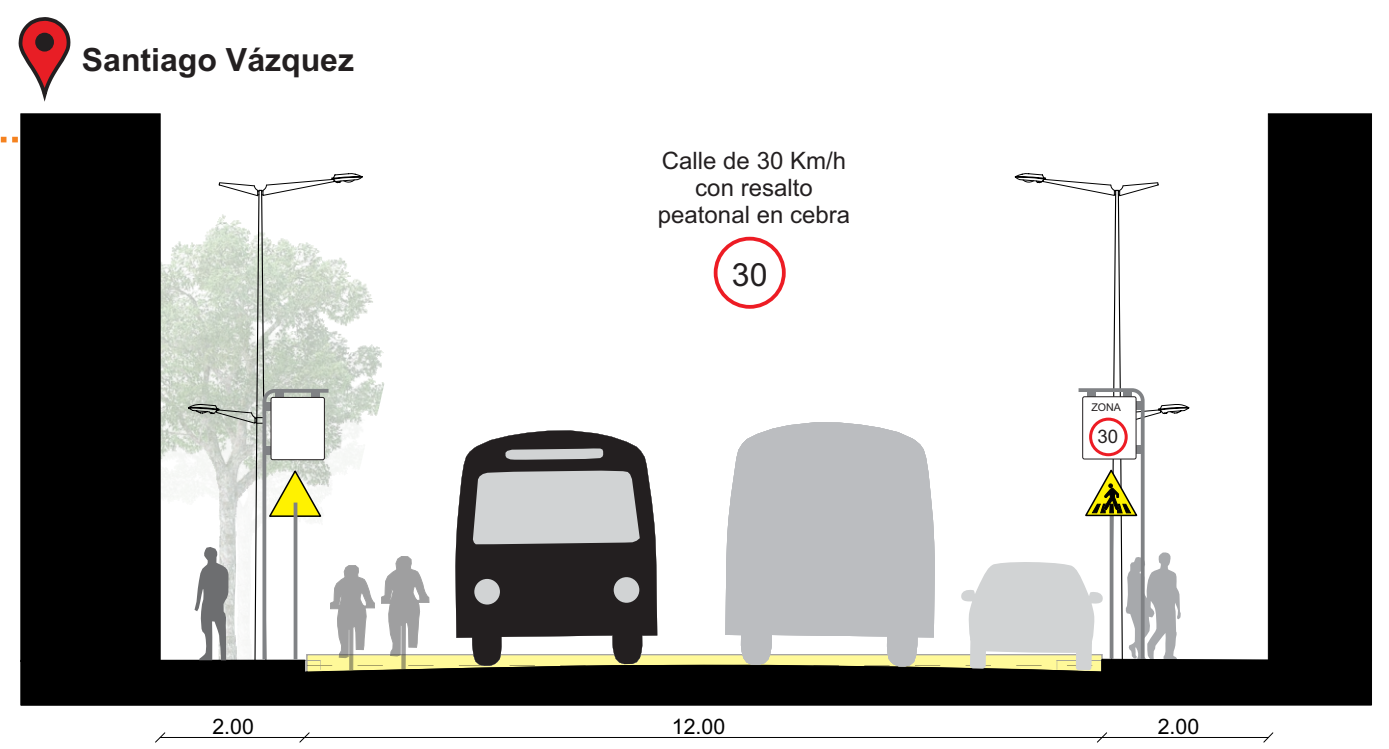 Santiago Vázquez
Calle de 30 Km/h
con resalto
peatonal en cebra
30
ZONA
30
2.00
12.00
2.00